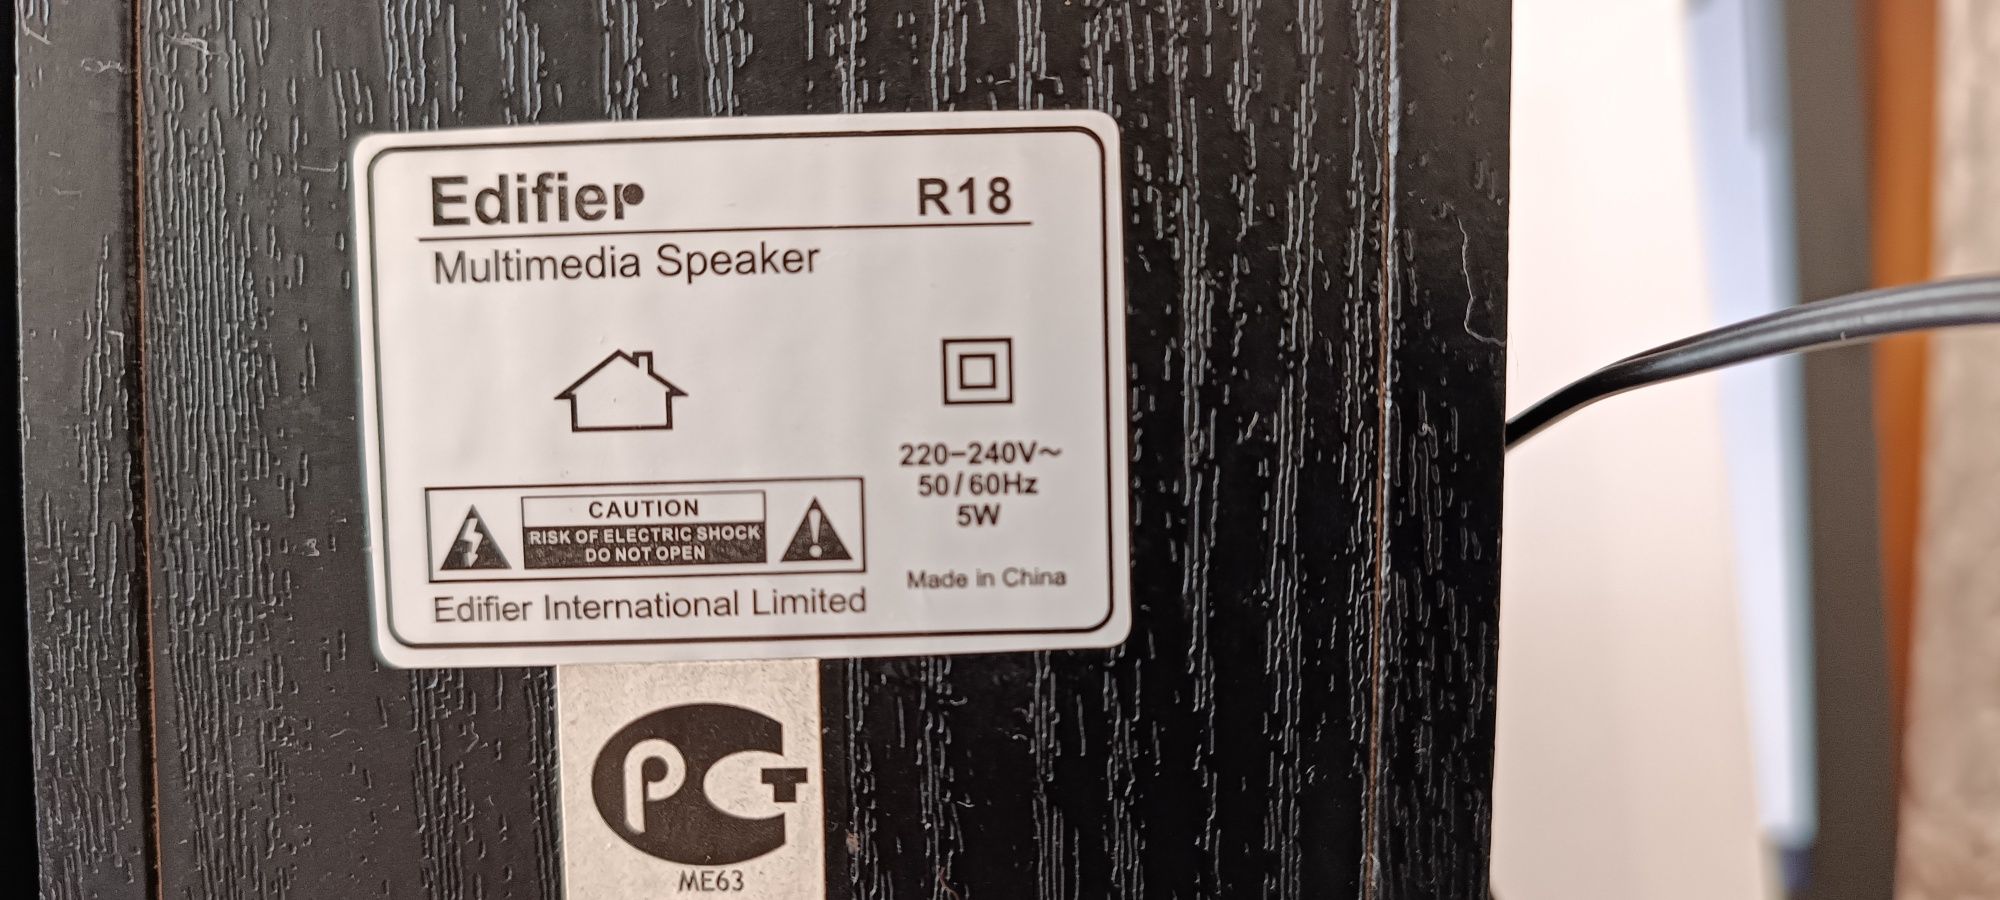 Edifier R18
Multimedia Speaker
220-240V~
50/60Hz
5W
CAUTION
RISK OF ELECTRIC SHOCK
DO NOT OPEN
Made in China
Edifier International Limited
РСТ
ME63